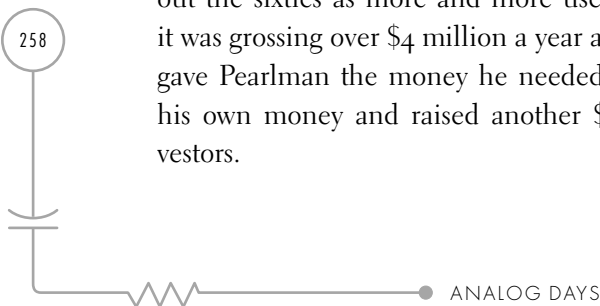 258
out the sixties as more and more
it was grossing over $4 million a year
gave Pearlman the money he needed
his own money and raised another
vestors.
ANALOG DAYS